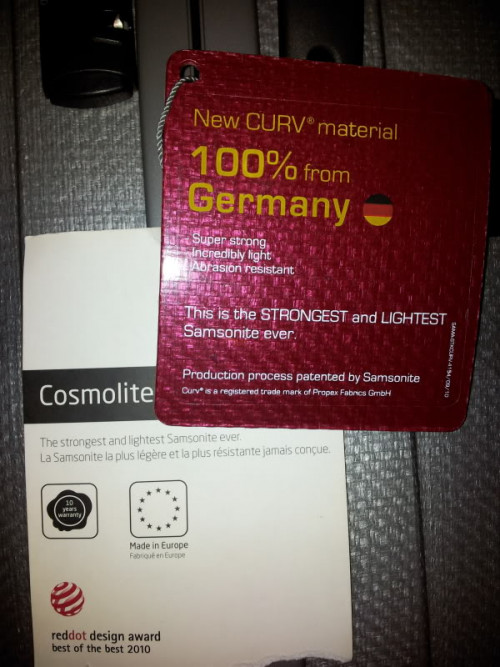 New CURV® material
100% from
Germany
Super strong
Incredibly light
Abrasion resistant
This is the STRONGEST and LIGHTEST
Samsonite ever.
Production process patented by Samsonite
Curv® is a registered trade mark of Propex Fabrics GmbH
Cosmolite
The strongest and lightest Samsonite ever.
La Samsonite la plus légère et la plus résistante jamais conçue.
10
years
warranty
Made in Europe
Fabriqué en Europe
reddot design award
best of the best 2010